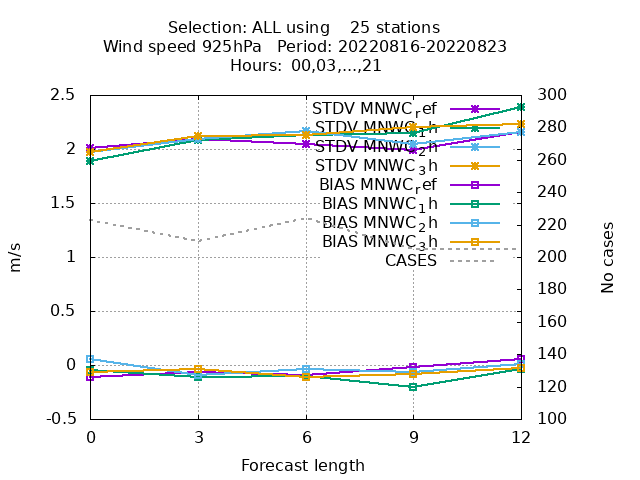 Selection: ALL using    25 stations
Wind speed 925hPa   Period: 20220816-20220823
Hours:  00,03,...,21
2.5
2
1.5
1
0.5
0
-0.5
300
280
260
240
220
200
180
160
140
120
100
STDV MNWC_ref
STDV MNWC_1h
STDV MNWC_2h
STDV MNWC_3h
BIAS MNWC_ref
BIAS MNWC_1h
BIAS MNWC_2h
BIAS MNWC_3h
CASES
m/s
No cases
0 3 6 9 12
Forecast length